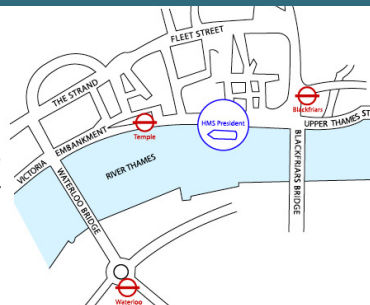 FLEET STREET
THE STRAND
Blackfriars
HMS President
Temple
UPPER THAMES ST
EMBANKMENT
VICTORIA
RIVER THAMES
WATERLOO BRIDGE
BLACKFRIARS BRIDGE
Waterloo